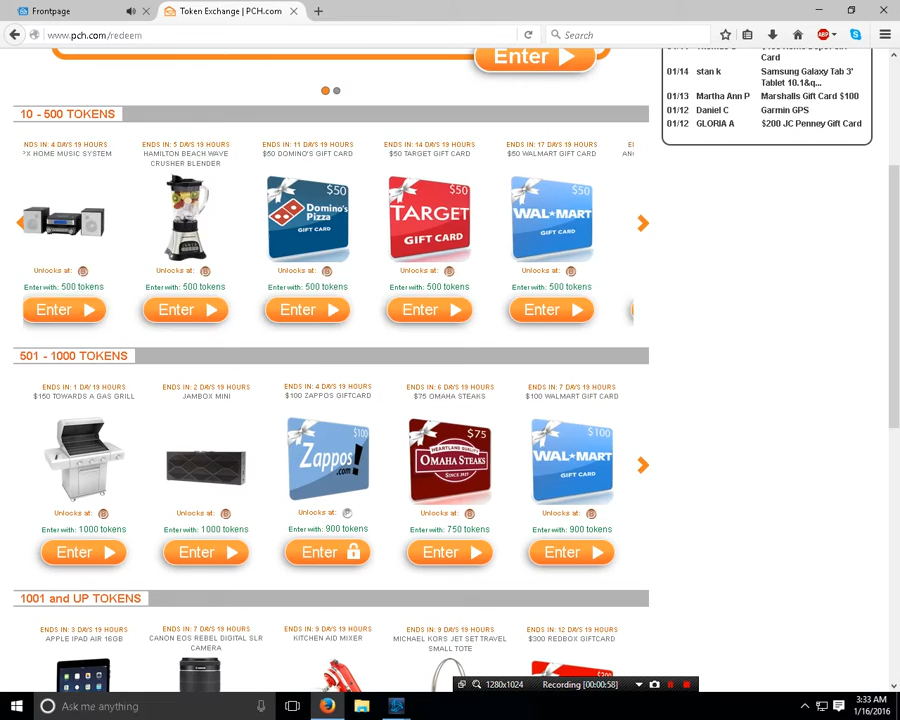 Frontpage
Token Exchange | PCH.com
www.pch.com/redeem
Search
ABP
Enter
Card
01/14 stan k Samsung Galaxy Tab 3'
Tablet 10.1&q...
01/13 Martha Ann P Marshalls Gift Card $100
01/12 Daniel C Garmin GPS
01/12 GLORIA A $200 JC Penney Gift Card
10 - 500 TOKENS
NDS IN: 4 DAYS 19 HOURS
PX HOME MUSIC SYSTEM
ENDS IN: 5 DAYS 19 HOURS
HAMILTON BEACH WAVE
CRUSHER BLENDER
ENDS IN: 11 DAYS 19 HOURS
$50 DOMINO'S GIFT CARD
ENDS IN: 14 DAYS 19 HOURS
$50 TARGET GIFT CARD
ENDS IN: 17 DAYS 19 HOURS
$50 WALMART GIFT CARD
$50
Domino's
Pizza
GIFT CARD
$50
TARGET
GIFT CARD
$50
WAL★MART
GIFT CARD
Unlocks at: Unlocks at: Unlocks at: Unlocks at: Unlocks at:
Enter with: 500 tokens Enter with: 500 tokens Enter with: 500 tokens Enter with: 500 tokens Enter with: 500 tokens
Enter Enter Enter Enter Enter
501 - 1000 TOKENS
ENDS IN: 1 DAY 19 HOURS
$150 TOWARDS A GAS GRILL
ENDS IN: 2 DAYS 19 HOURS
JAMBOX MINI
ENDS IN: 4 DAYS 19 HOURS
$100 ZAPPOS GIFTCARD
ENDS IN: 6 DAYS 19 HOURS
$75 OMAHA STEAKS
ENDS IN: 7 DAYS 19 HOURS
$100 WALMART GIFT CARD
$100
Zappos!
.com
$75
HEARTLAND QUALITY
OMAHA STEAKS
SINCE 1917
$100
WAL★MART
GIFT CARD
Unlocks at: Unlocks at: Unlocks at: Unlocks at: Unlocks at:
Enter with: 1000 tokens Enter with: 1000 tokens Enter with: 900 tokens Enter with: 750 tokens Enter with: 900 tokens
Enter Enter Enter Enter Enter
1001 and UP TOKENS
ENDS IN: 3 DAYS 19 HOURS
APPLE IPAD AIR 16GB
ENDS IN: 7 DAYS 19 HOURS
CANON EOS REBEL DIGITAL SLR
CAMERA
ENDS IN: 9 DAYS 19 HOURS
KITCHEN AID MIXER
ENDS IN: 9 DAYS 19 HOURS
MICHAEL KORS JET SET TRAVEL
SMALL TOTE
ENDS IN: 12 DAYS 19 HOURS
$300 REDBOX GIFTCARD
1280x1024 Recording [00:00:58]
Ask me anything
3:33 AM
1/16/2016